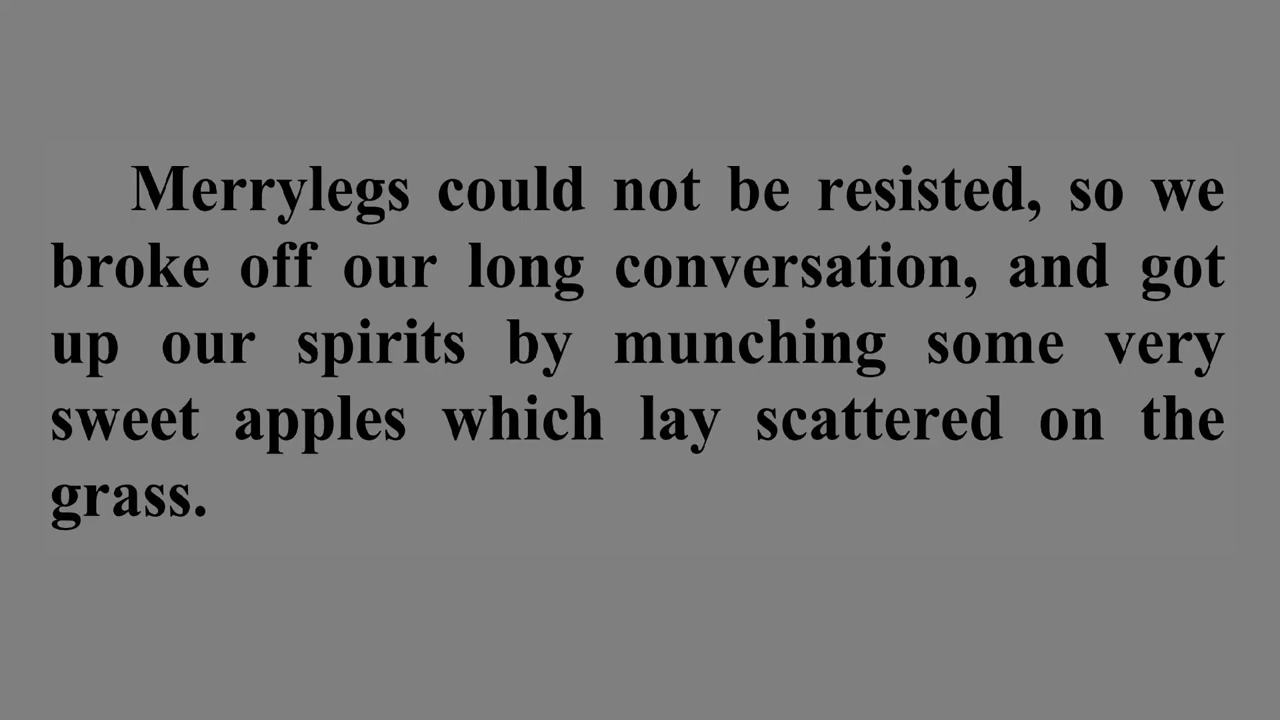 Merrylegs could not be resisted, so we
broke off our long conversation, and got
up our spirits by munching some very
sweet apples which lay scattered on the
grass.